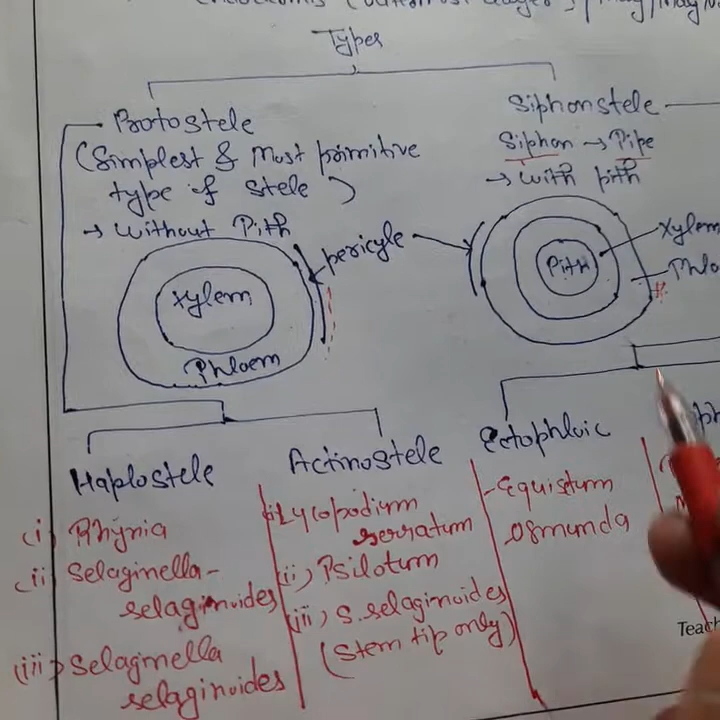 Types
Protostele
(Simplest & Most primitive
type of stele)
→ Without Pith
Siphonstele
Siphon → Pipe
→ With pith
pericyle
Xylem
Phloem
Pith
Xylem
Phlo
Haplostele
(i) Rhynia
(ii) Selaginella-
selaginoides
(iii) Selaginella
selaginoides
Actinostele
Lycopodium
serratum
(ii) Psilotum
(iii) S. selaginoides
(Stem tip only)
Ectophloic
- Equisetum
Osmunda
Teach